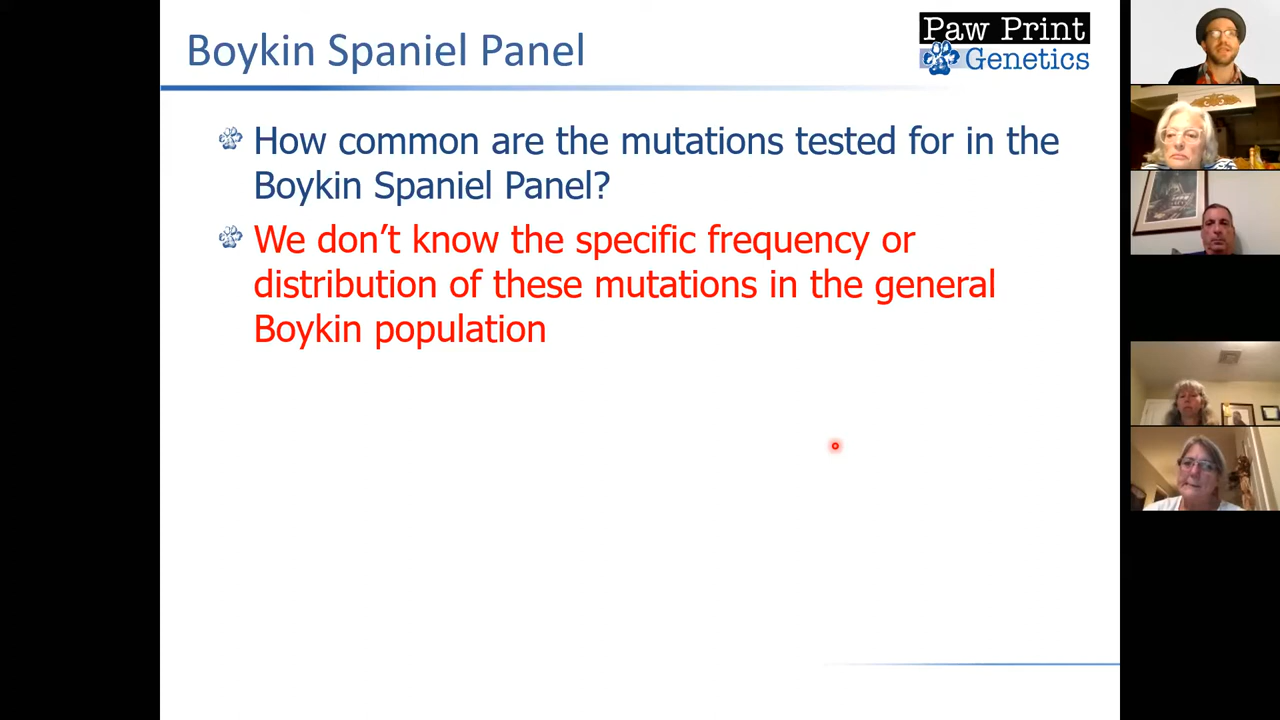 Boykin Spaniel Panel
Paw Print
Genetics
How common are the mutations tested for in the
Boykin Spaniel Panel?
We don’t know the specific frequency or
distribution of these mutations in the general
Boykin population